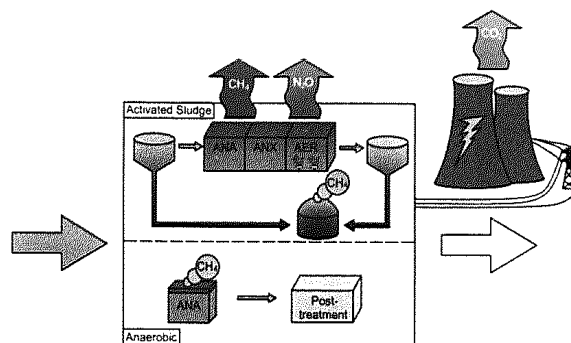 CO₂
CH₄
N₂O
Activated Sludge
ANA
ANX
AER
CH₄
CH₄
ANA
Post-
treatment
Anaerobic